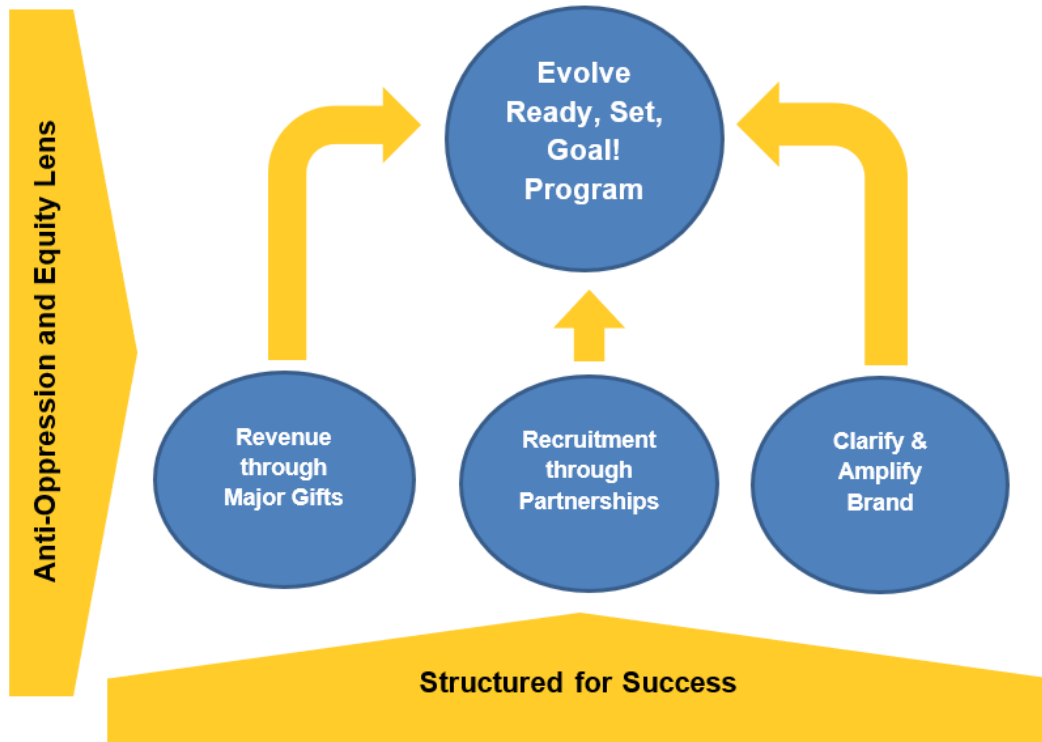 Anti-Oppression and Equity Lens
Evolve
Ready, Set,
Goal!
Program
Revenue
through
Major Gifts
Recruitment
through
Partnerships
Clarify &
Amplify
Brand
Structured for Success